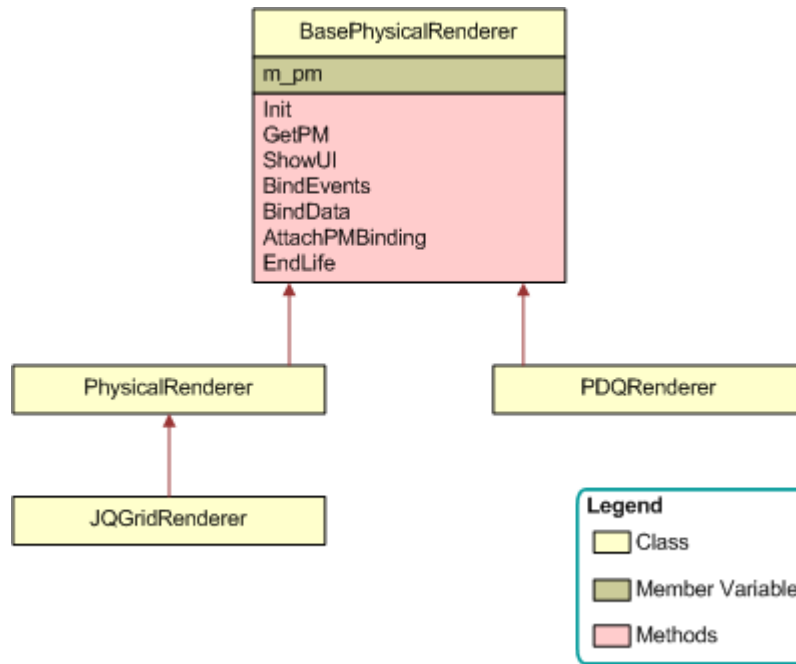 BasePhysicalRenderer
m_pm
Init
GetPM
ShowUI
BindEvents
BindData
AttachPMBinding
EndLife
PhysicalRenderer
PDQRenderer
JQGridRenderer
Legend
Class
Member Variable
Methods